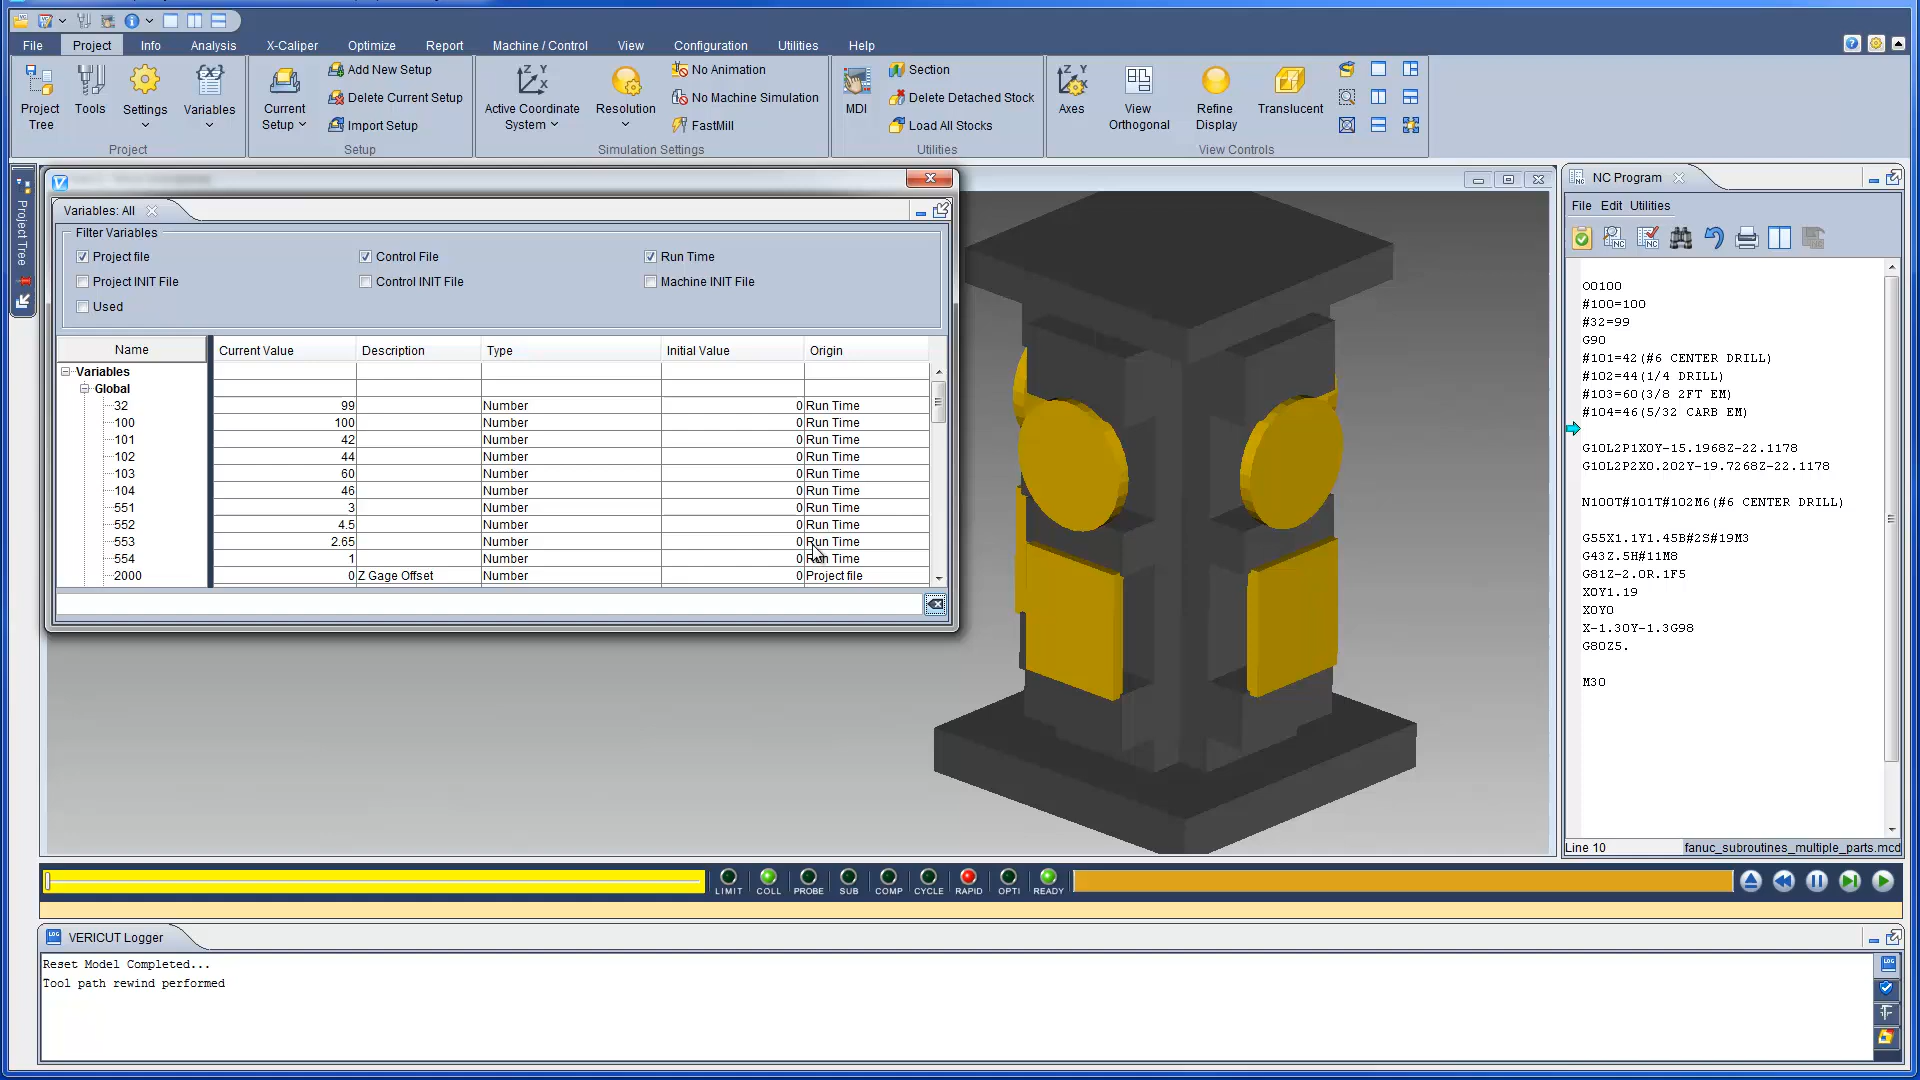 File Project Info Analysis X-Caliper Optimize Report Machine / Control View Configuration Utilities Help
Project Tree
Tools
Settings
Variables
Project
Current Setup
Add New Setup
Delete Current Setup
Import Setup
Setup
Active Coordinate System
Resolution
No Animation
No Machine Simulation
FastMill
Simulation Settings
MDI
Section
Delete Detached Stock
Load All Stocks
Utilities
Axes
View Orthogonal
Refine Display
Translucent
View Controls
Project Tree
Variables: All
Filter Variables
Project file Control File Run Time
Project INIT File Control INIT File Machine INIT File
Used
Name Current Value Description Type Initial Value Origin
Variables
Global
32 99 Number 0 Run Time
100 100 Number 0 Run Time
101 42 Number 0 Run Time
102 44 Number 0 Run Time
103 60 Number 0 Run Time
104 46 Number 0 Run Time
551 3 Number 0 Run Time
552 4.5 Number 0 Run Time
553 2.65 Number 0 Run Time
554 1 Number 0 Run Time
2000 0 Z Gage Offset Number 0 Project file
NC Program
File Edit Utilities
OO100
#100=100
#32=99
G90
#101=42(#6 CENTER DRILL)
#102=44(1/4 DRILL)
#103=60(3/8 2FT EM)
#104=46(5/32 CARB EM)
G10L2P1X0Y-15.1968Z-22.1178
G10L2P2X0.202Y-19.7268Z-22.1178
N100T#101T#102M6(#6 CENTER DRILL)
G55X1.1Y1.45B#2S#19M3
G43Z.5H#11M8
G81Z-2.0R.1F5
X0Y1.19
X0Y0
X-1.30Y-1.3G98
G80Z5.
M30
Line 10 fanuc_subroutines_multiple_parts.mcd
LIMIT COLL PROBE SUB COMP CYCLE RAPID OPTI READY
LOG VERICUT Logger
Reset Model Completed...
Tool path rewind performed